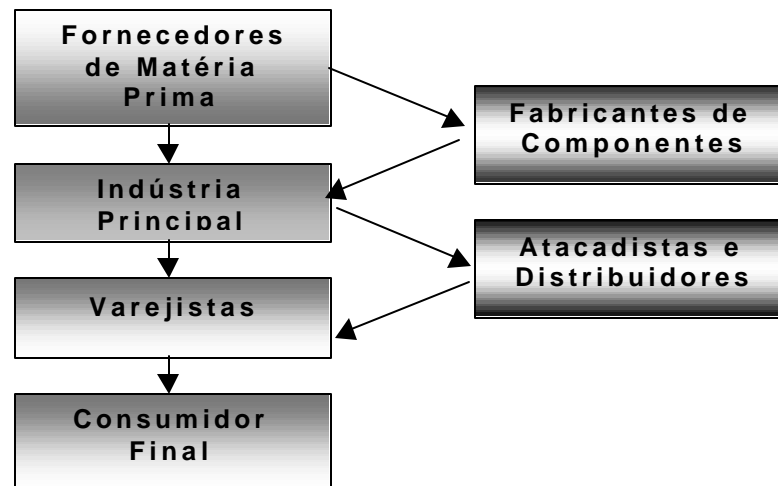 Fornecedores
de Matéria
Prima
Fabricantes de
Componentes
Indústria
Principal
Atacadistas e
Distribuidores
Varejistas
Consumidor
Final